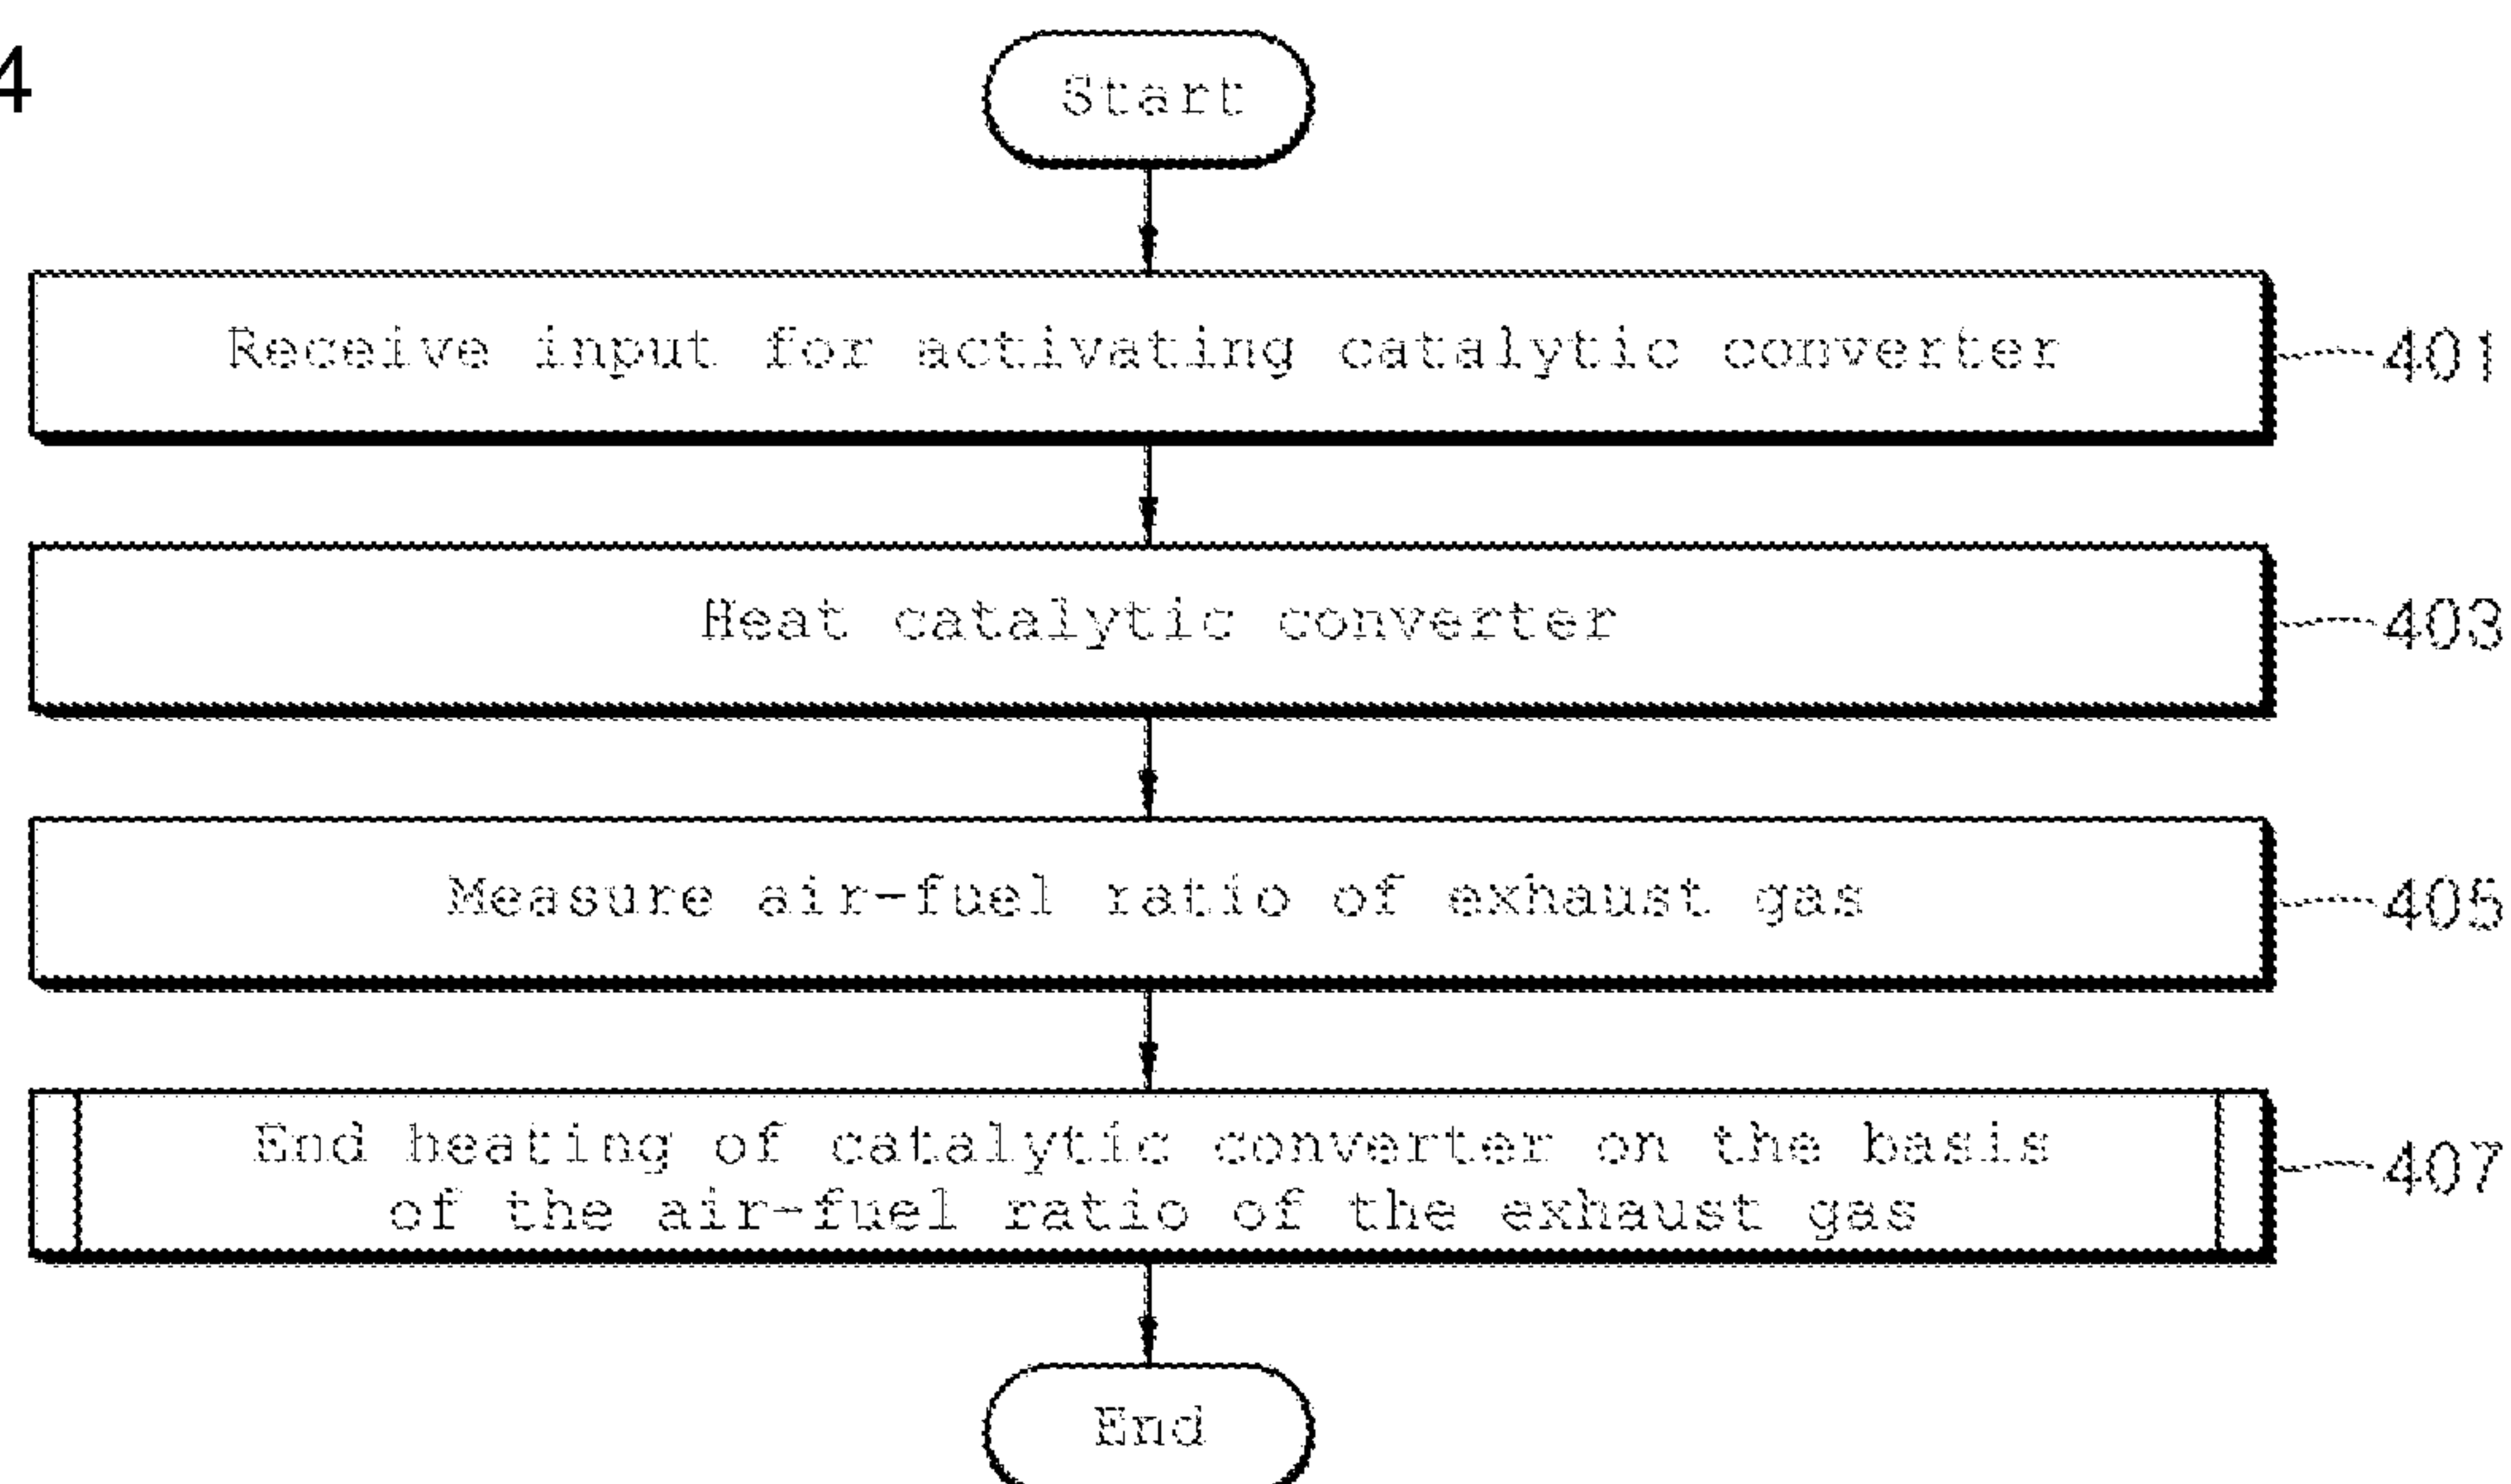 4
Start
Receive input for activating catalytic converter
401
Heat catalytic converter
403
Measure air-fuel ratio of exhaust gas
405
End heating of catalytic converter on the basis
of the air-fuel ratio of the exhaust gas
407
End